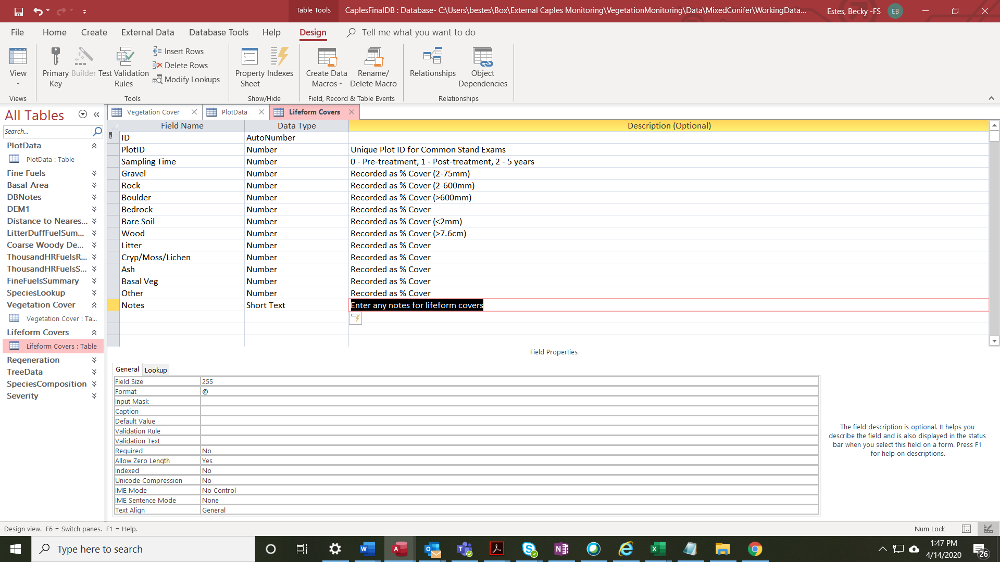 Table Tools
CaplesFinalDB : Database- C:\Users\bestes\Box\External Caples Monitoring\VegetationMonitoring\Data\MixedConifer\WorkingData...
Estes, Becky -FS
EB
File Home Create External Data Database Tools Help Design Tell me what you want to do
View
Primary Key
Builder
Test Validation Rules
Insert Rows
Delete Rows
Modify Lookups
Property Sheet
Indexes
Create Data Macros
Rename/ Delete Macro
Relationships
Object Dependencies
Views Tools Show/Hide Field, Record & Table Events Relationships
All Tables
Search...
PlotData
PlotData : Table
Fine Fuels
Basal Area
DBNotes
DEM1
Distance to Neares...
LitterDuffFuelSum...
Coarse Woody De...
ThousandHRFuelsR...
ThousandHRFuelsS...
FineFuelsSummary
SpeciesLookup
Vegetation Cover
Vegetation Cover : Ta...
Lifeform Covers
Lifeform Covers : Table
Regeneration
TreeData
SpeciesComposition
Severity
Vegetation Cover PlotData Lifeform Covers
Field Name Data Type Description (Optional)
ID AutoNumber
PlotID Number Unique Plot ID for Common Stand Exams
Sampling Time Number 0 - Pre-treatment, 1 - Post-treatment, 2 - 5 years
Gravel Number Recorded as % Cover (2-75mm)
Rock Number Recorded as % Cover (2-600mm)
Boulder Number Recorded as % Cover (>600mm)
Bedrock Number Recorded as % Cover
Bare Soil Number Recorded as % Cover (<2mm)
Wood Number Recorded as % Cover (>7.6cm)
Litter Number Recorded as % Cover
Cryp/Moss/Lichen Number Recorded as % Cover
Ash Number Recorded as % Cover
Basal Veg Number Recorded as % Cover
Other Number Recorded as % Cover
Notes Short Text Enter any notes for lifeform covers
Field Properties
General Lookup
Field Size 255
Format @
Input Mask
Caption
Default Value
Validation Rule
Validation Text
Required No
Allow Zero Length Yes
Indexed No
Unicode Compression No
IME Mode No Control
IME Sentence Mode None
Text Align General
The field description is optional. It helps you
describe the field and is also displayed in the status
bar when you select this field on a form. Press F1
for help on descriptions.
Design view. F6 = Switch panes. F1 = Help.
Num Lock
Type here to search
1:47 PM
4/14/2020
26